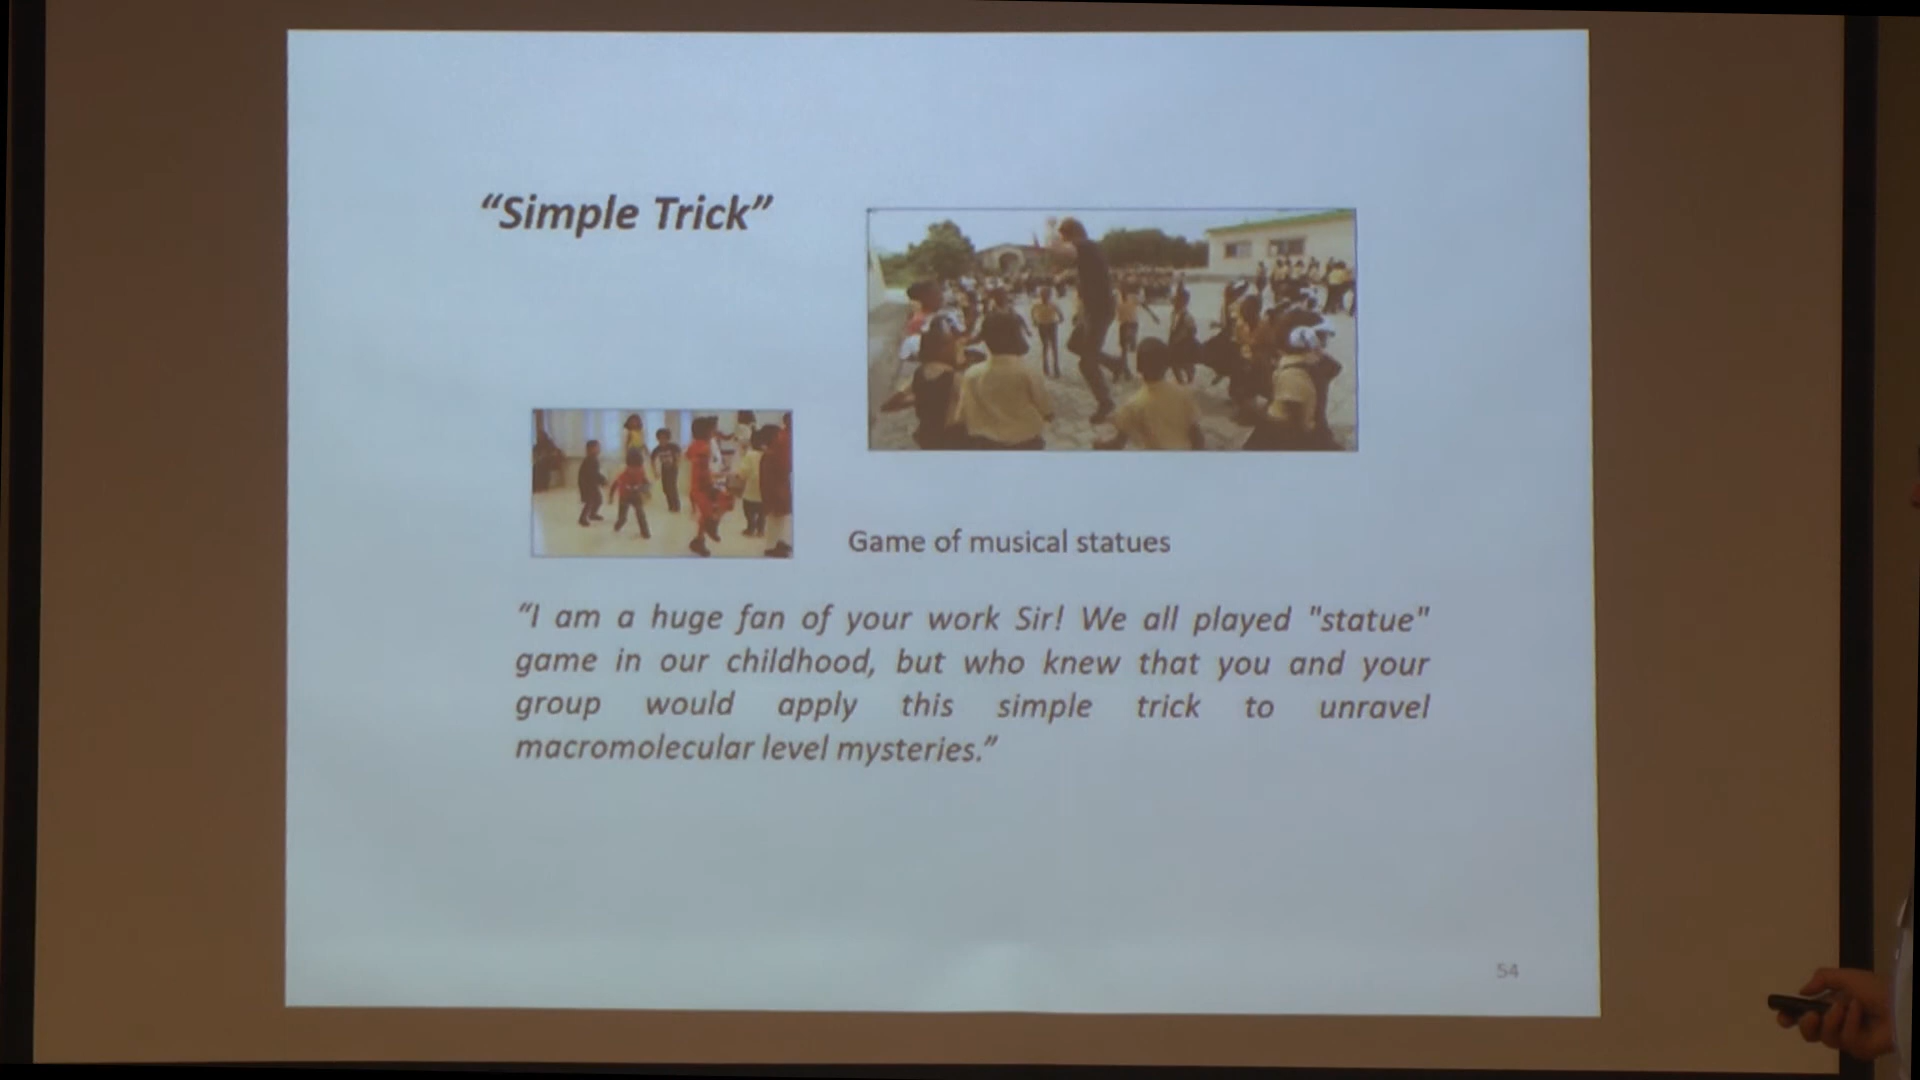 “Simple Trick”
Game of musical statues
“I am a huge fan of your work Sir! We all played "statue"
game in our childhood, but who knew that you and your
group would apply this simple trick to unravel
macromolecular level mysteries.”
54